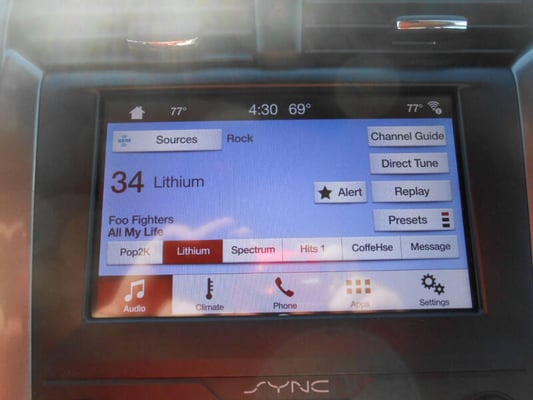 77° 4:30 69° 77°
Sources Rock Channel Guide
Direct Tune
34 Lithium
Alert Replay
Foo Fighters
All My Life
Presets
Pop2K Lithium Spectrum Hits 1 CoffeHse Message
Audio Climate Phone Apps Settings
SYNC